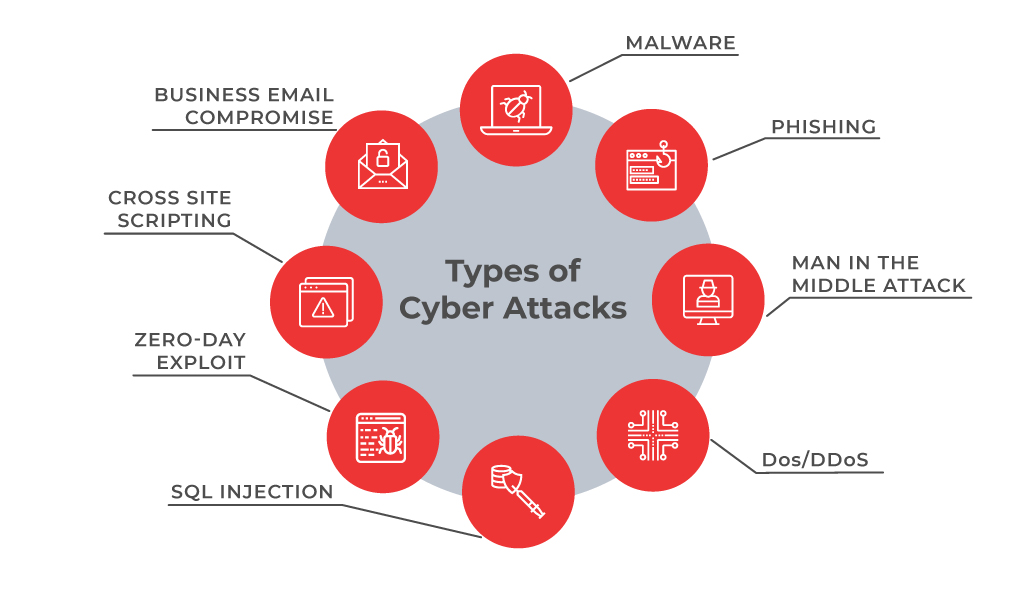 Types of
Cyber Attacks
MALWARE
PHISHING
MAN IN THE
MIDDLE ATTACK
Dos/DDoS
SQL INJECTION
ZERO-DAY
EXPLOIT
CROSS SITE
SCRIPTING
BUSINESS EMAIL
COMPROMISE